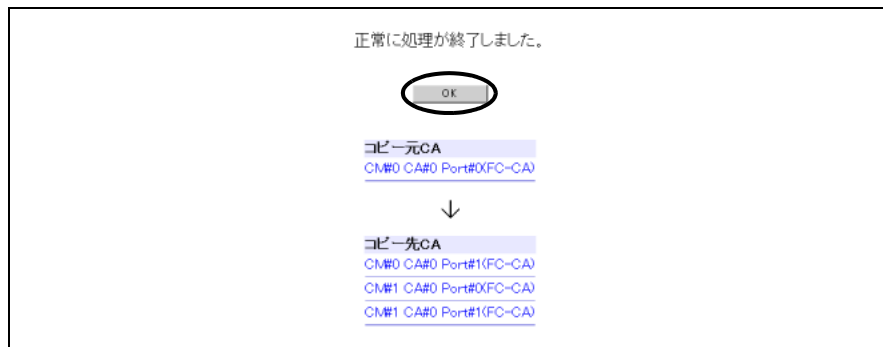 正常に処理が終了しました。
OK
コピー元CA
CM#0 CA#0 Port#0(FC-CA)
↓
コピー先CA
CM#0 CA#0 Port#1(FC-CA)
CM#1 CA#0 Port#0(FC-CA)
CM#1 CA#0 Port#1(FC-CA)